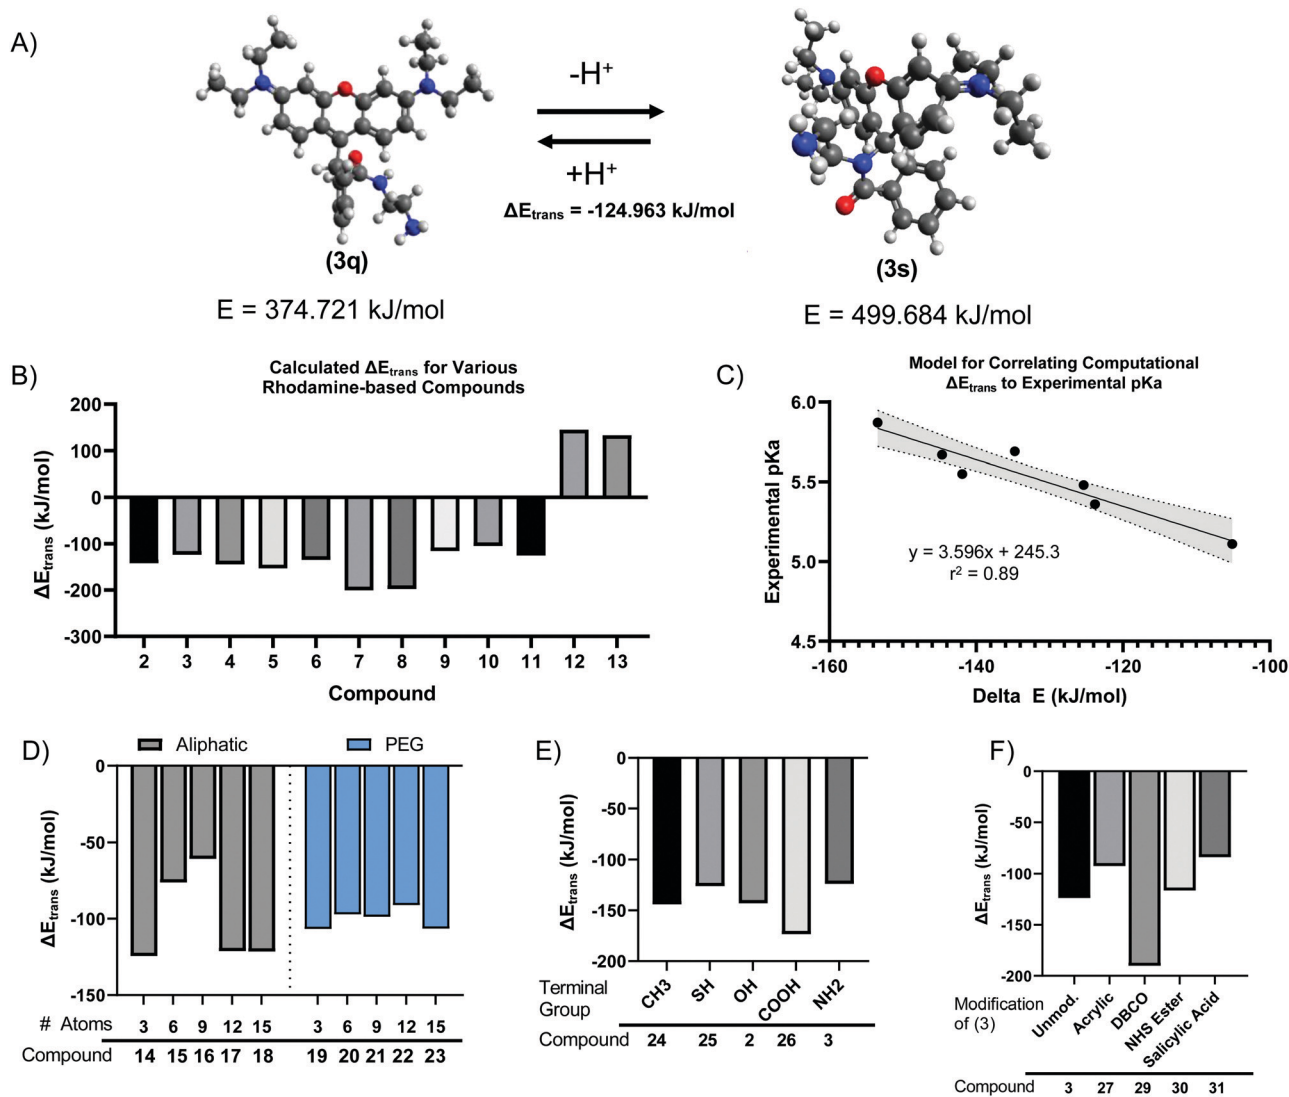 A)
-H⁺
+H⁺
ΔEtrans = -124.963 kJ/mol
(3q)
(3s)
E = 374.721 kJ/mol
E = 499.684 kJ/mol
B)
Calculated ΔEtrans for Various
Rhodamine-based Compounds
ΔEtrans (kJ/mol)
200
100
0
-100
-200
-300
2 3 4 5 6 7 8 9 10 11 12 13
Compound
C)
Model for Correlating Computational
ΔEtrans to Experimental pKa
Experimental pKa
6.0
5.5
5.0
4.5
y = 3.596x + 245.3
r² = 0.89
-160 -140 -120 -100
Delta E (kJ/mol)
D)
Aliphatic PEG
ΔEtrans (kJ/mol)
0
-50
-100
-150
# Atoms 3 6 9 12 15 3 6 9 12 15
Compound 14 15 16 17 18 19 20 21 22 23
E)
ΔEtrans (kJ/mol)
0
-50
-100
-150
-200
Terminal
Group
CH3 SH OH COOH NH2
Compound 24 25 2 26 3
F)
ΔEtrans (kJ/mol)
0
-50
-100
-150
-200
Modification
of (3)
Unmod. Acrylic DBCO NHS Ester Salicylic Acid
Compound 3 27 29 30 31